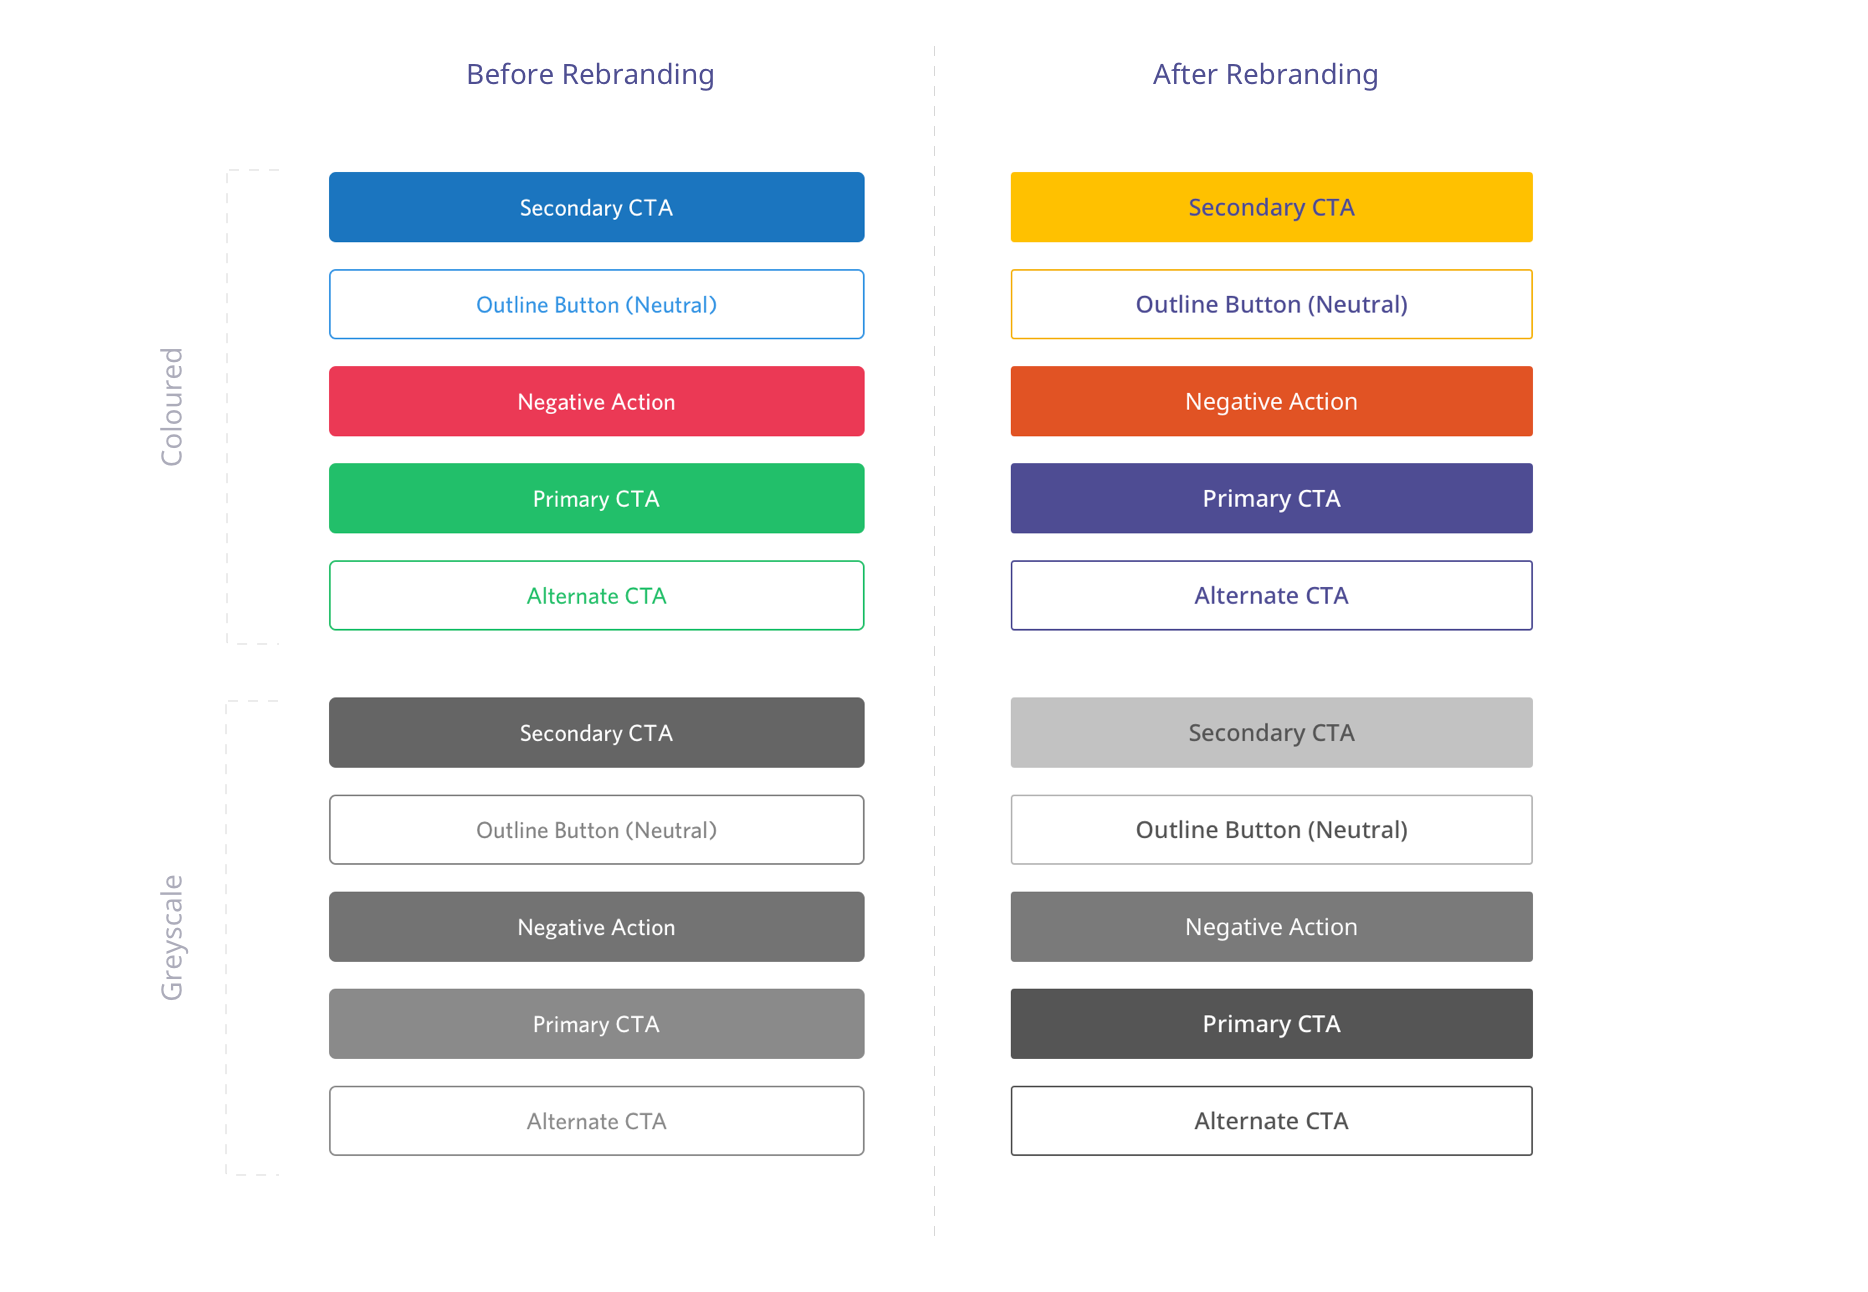 Before Rebranding
After Rebranding
Coloured
Secondary CTA
Secondary CTA
Outline Button (Neutral)
Outline Button (Neutral)
Negative Action
Negative Action
Primary CTA
Primary CTA
Alternate CTA
Alternate CTA
Greyscale
Secondary CTA
Secondary CTA
Outline Button (Neutral)
Outline Button (Neutral)
Negative Action
Negative Action
Primary CTA
Primary CTA
Alternate CTA
Alternate CTA